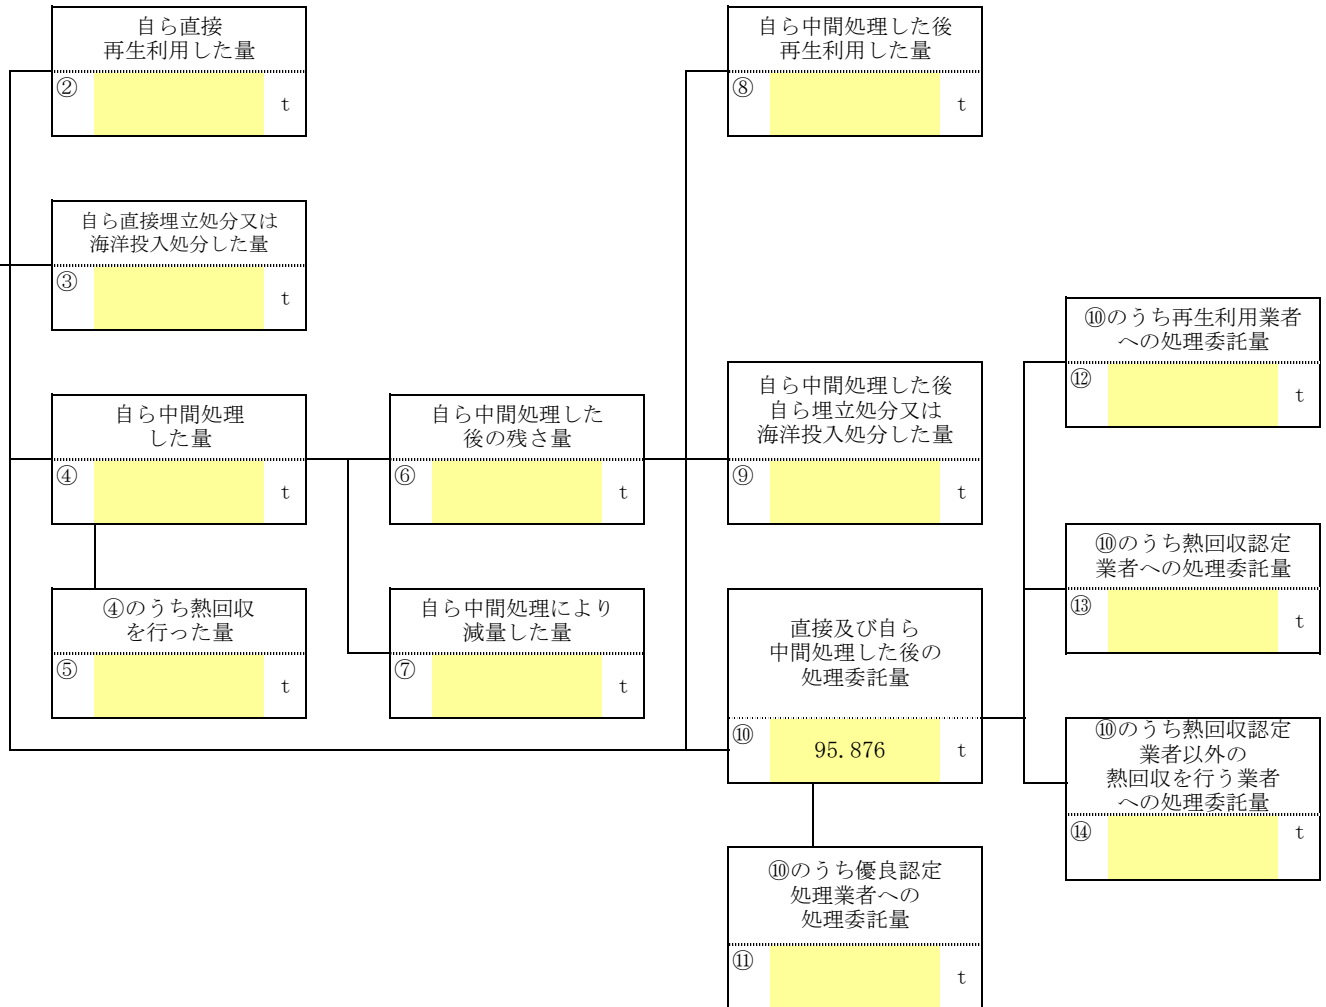 自ら直接
再生利用した量
②
t
自ら中間処理した後
再生利用した量
⑧
t
自ら直接埋立処分又は
海洋投入処分した量
③
t
⑩のうち再生利用業者
への処理委託量
⑫
t
自ら中間処理
した量
④
t
自ら中間処理した
後の残さ量
⑥
t
自ら中間処理した後
自ら埋立処分又は
海洋投入処分した量
⑨
t
⑩のうち熱回収認定
業者への処理委託量
⑬
t
④のうち熱回収
を行った量
⑤
t
自ら中間処理により
減量した量
⑦
t
直接及び自ら
中間処理した後の
処理委託量
⑩ 95.876 t
⑩のうち熱回収認定
業者以外の
熱回収を行う業者
への処理委託量
⑭
t
⑩のうち優良認定
処理業者への
処理委託量
⑪
t